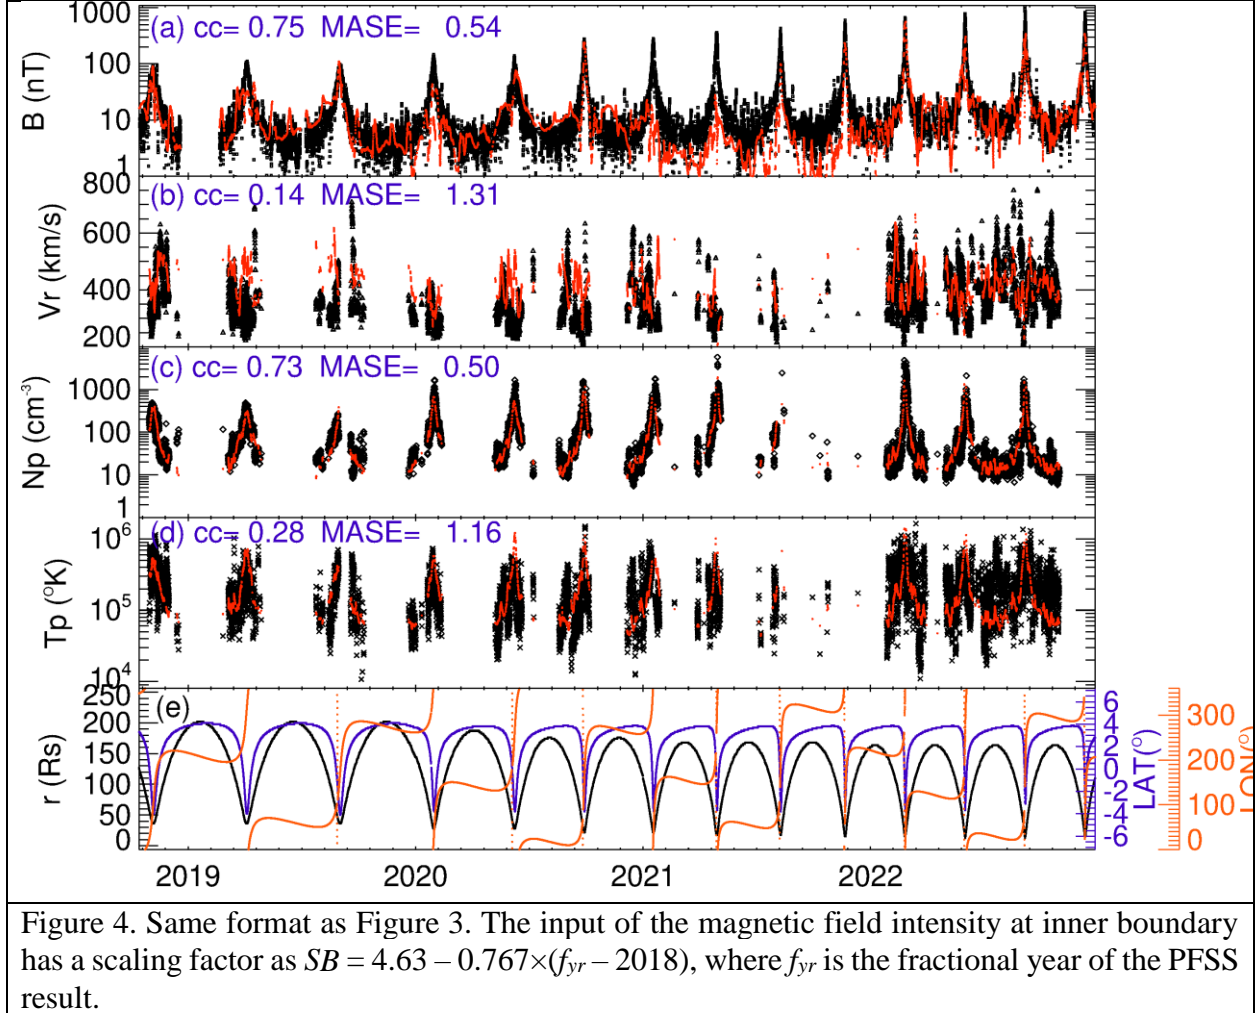 (a) cc= 0.75 MASE= 0.54
B (nT)
1000
100
10
1
(b) cc= 0.14 MASE= 1.31
Vr (km/s)
800
600
400
200
(c) cc= 0.73 MASE= 0.50
Np (cm⁻³)
1000
100
10
1
(d) cc= 0.28 MASE= 1.16
Tp (°K)
10⁶
10⁵
10⁴
(e)
r (Rs)
250
200
150
100
50
0
6
4
2
0
-2
-4
-6
LAT(°)
300
200
100
0
LON(°)
2019 2020 2021 2022
Figure 4. Same format as Figure 3. The input of the magnetic field intensity at inner boundary
has a scaling factor as SB = 4.63 – 0.767×(fyr – 2018), where fyr is the fractional year of the PFSS
result.